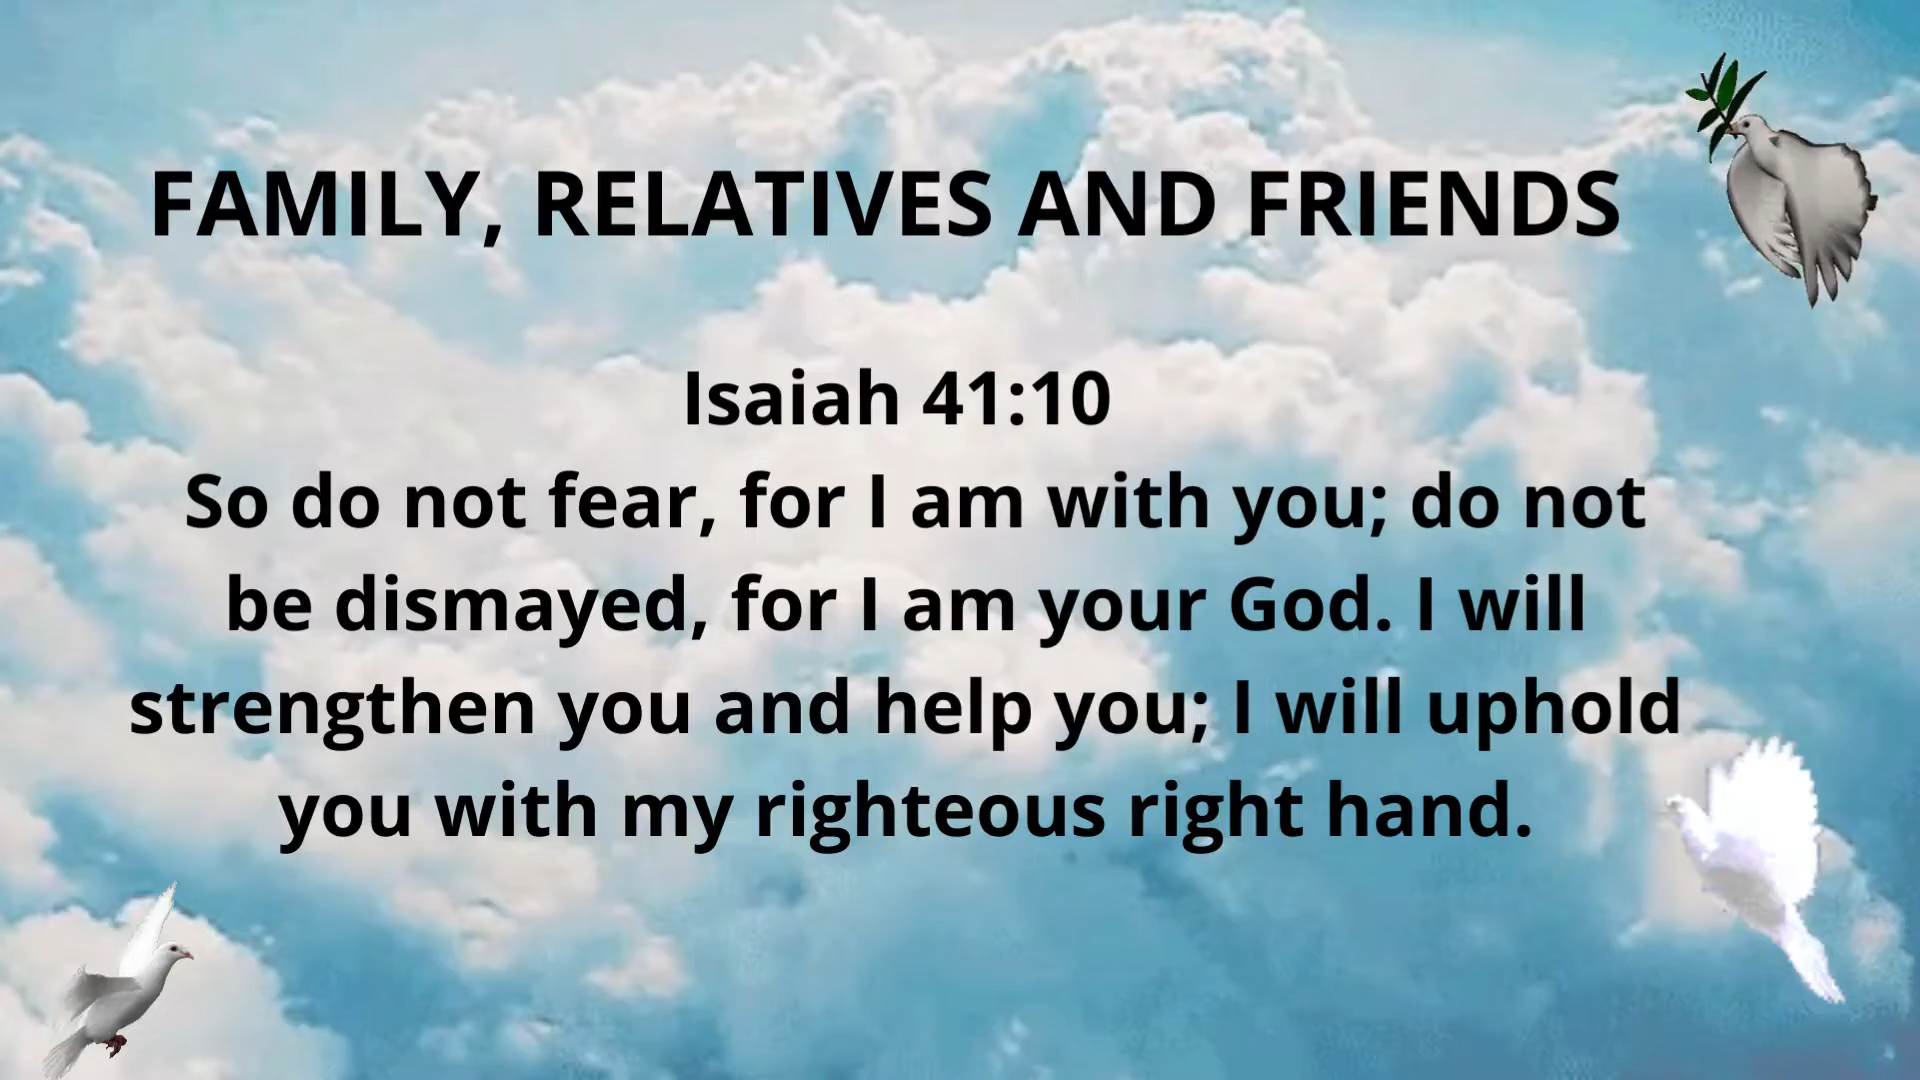 FAMILY, RELATIVES AND FRIENDS
Isaiah 41:10
So do not fear, for I am with you; do not
be dismayed, for I am your God. I will
strengthen you and help you; I will uphold
you with my righteous right hand.